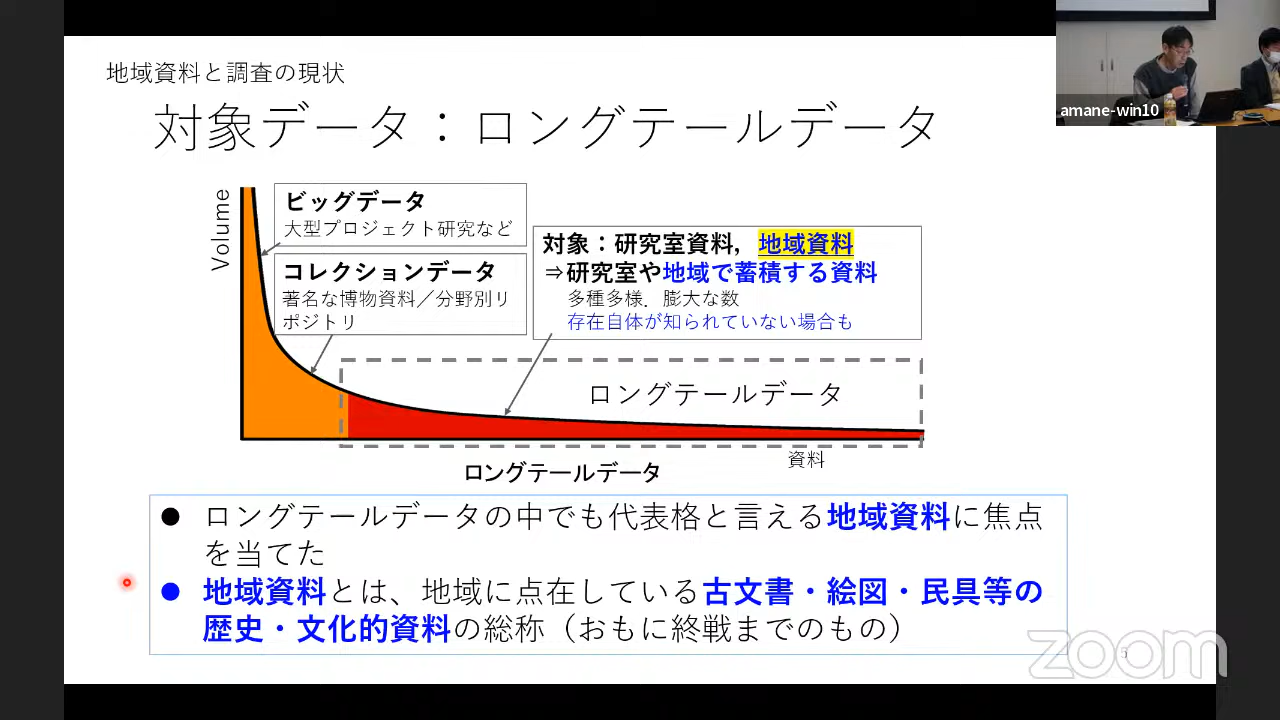 地域資料と調査の現状
対象データ：ロングテールデータ
amane-win10
Volume
ビッグデータ
大型プロジェクト研究など
コレクションデータ
著名な博物資料／分野別リ
ポジトリ
対象：研究室資料，地域資料
⇒研究室や地域で蓄積する資料
多種多様．膨大な数
存在自体が知られていない場合も
ロングテールデータ
資料
ロングテールデータ
● ロングテールデータの中でも代表格と言える地域資料に焦点
を当てた
● 地域資料とは、地域に点在している古文書・絵図・民具等の
歴史・文化的資料の総称（おもに終戦までのもの）
5
zoom